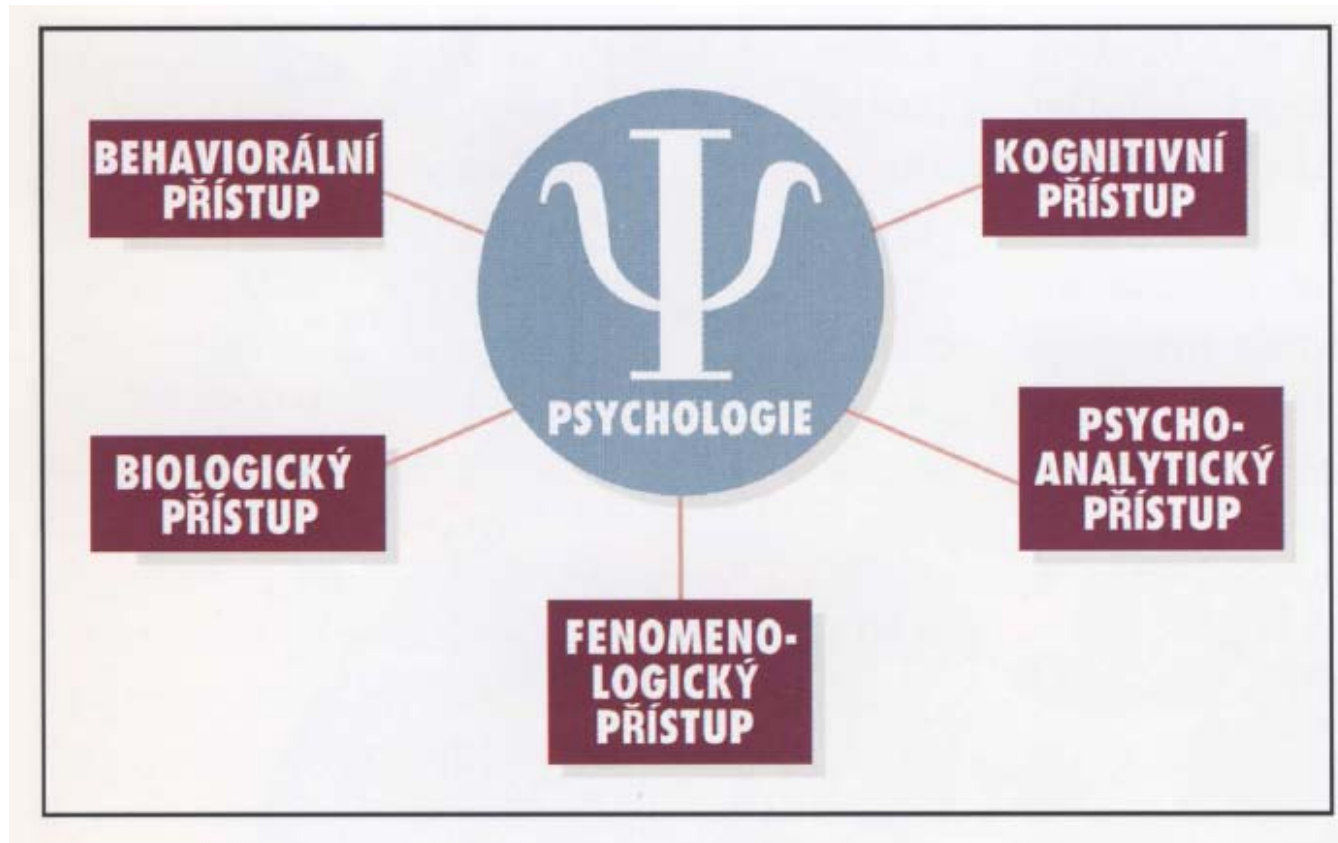 BEHAVIORÁLNÍ
PŘÍSTUP
KOGNITIVNÍ
PŘÍSTUP
Ψ
PSYCHOLOGIE
BIOLOGICKÝ
PŘÍSTUP
PSYCHO-
ANALYTICKÝ
PŘÍSTUP
FENOMENO-
LOGICKÝ
PŘÍSTUP